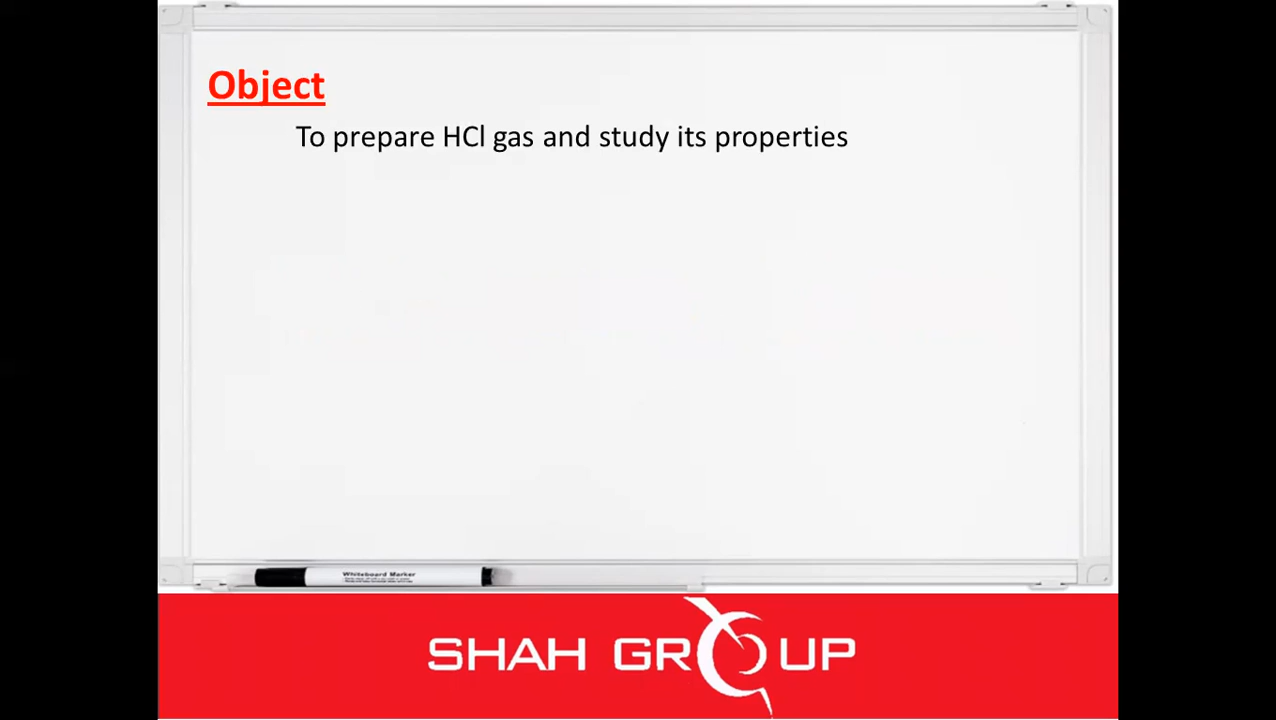 Object
To prepare HCl gas and study its properties
Whiteboard Marker
SHAH GROUP